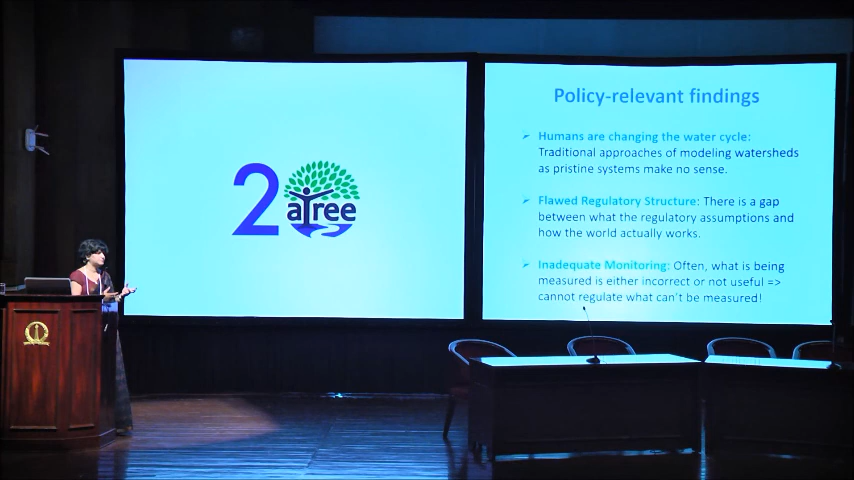 20
aTree
Policy-relevant findings
Humans are changing the water cycle:
Traditional approaches of modeling watersheds
as pristine systems make no sense.
Flawed Regulatory Structure: There is a gap
between what the regulatory assumptions and
how the world actually works.
Inadequate Monitoring: Often, what is being
measured is either incorrect or not useful =>
cannot regulate what can't be measured!